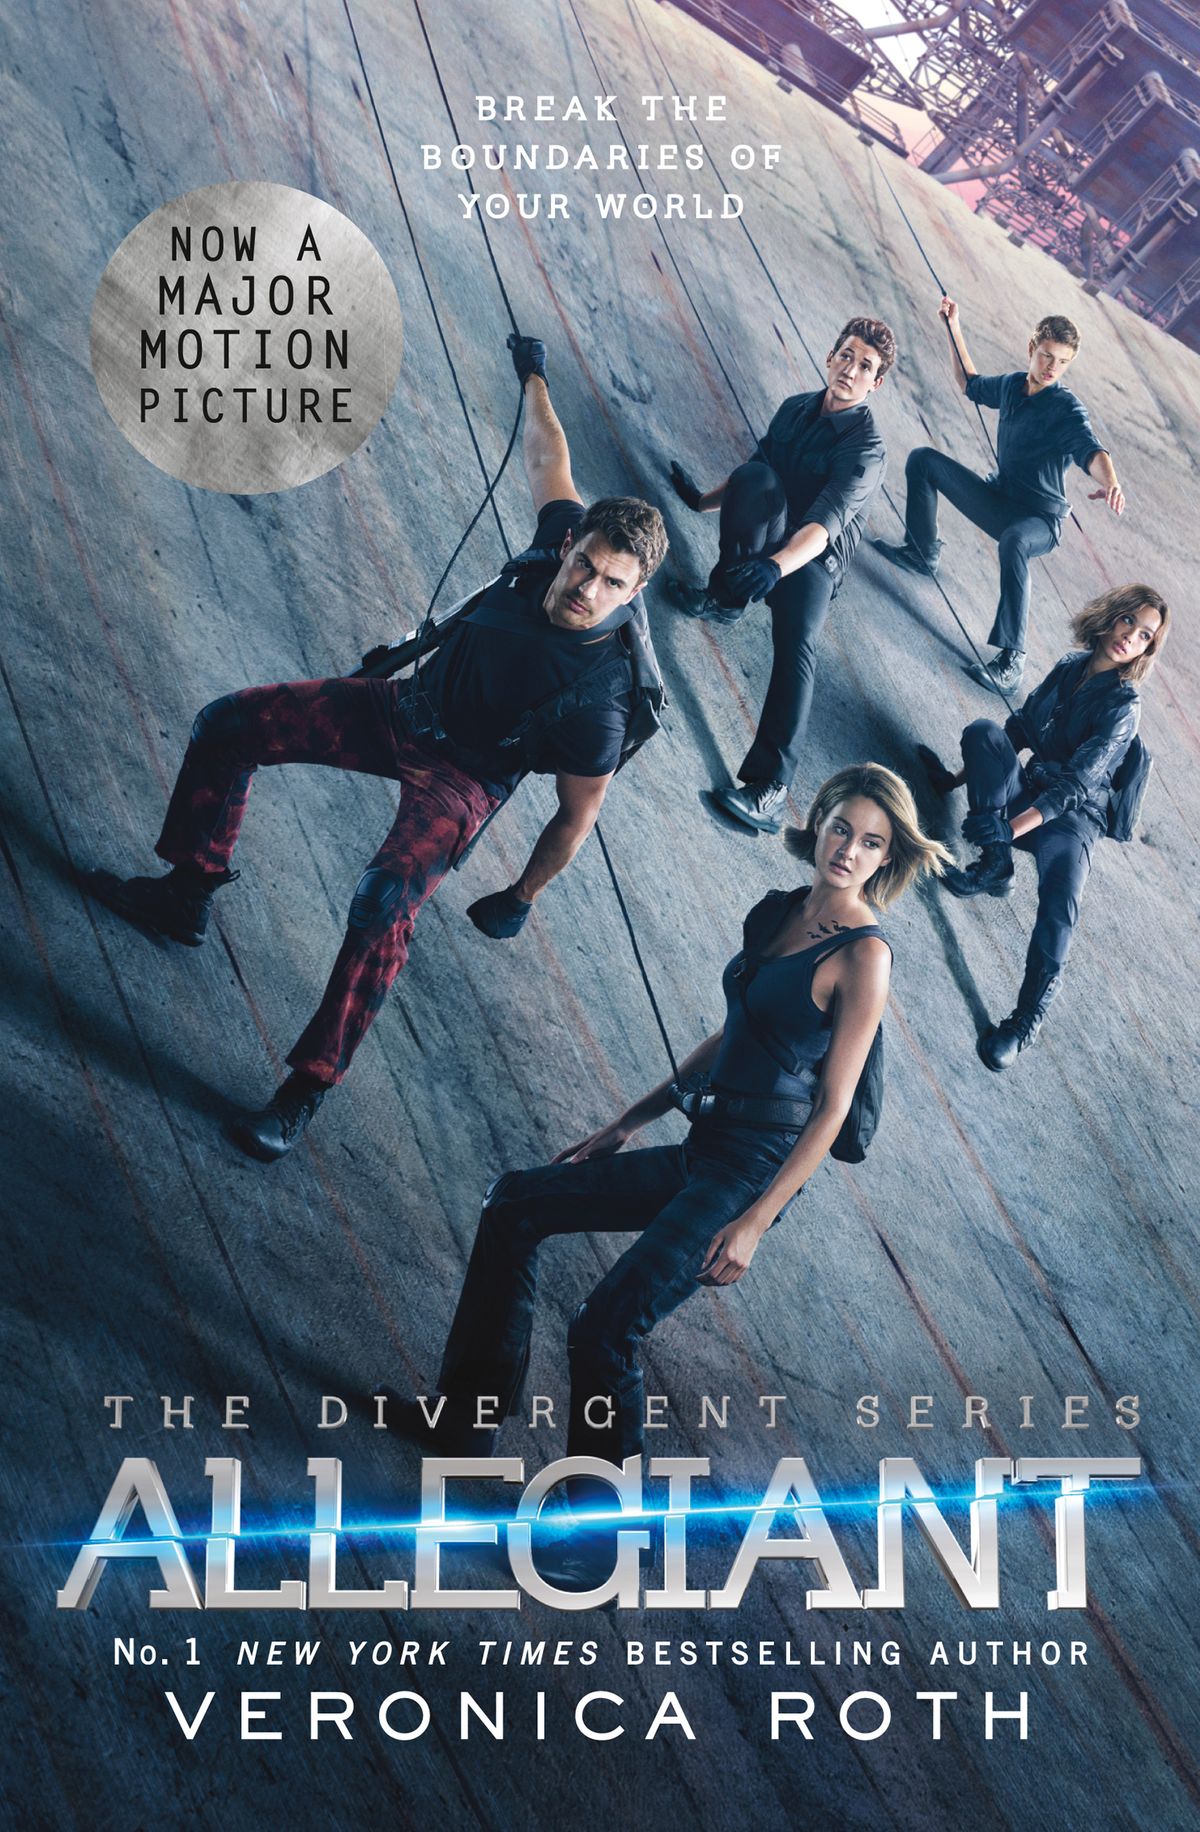 BREAK THE
BOUNDARIES OF
YOUR WORLD
NOW A
MAJOR
MOTION
PICTURE
THE DIVERGENT SERIES
ALLEGIANT
No. 1 NEW YORK TIMES BESTSELLING AUTHOR
VERONICA ROTH